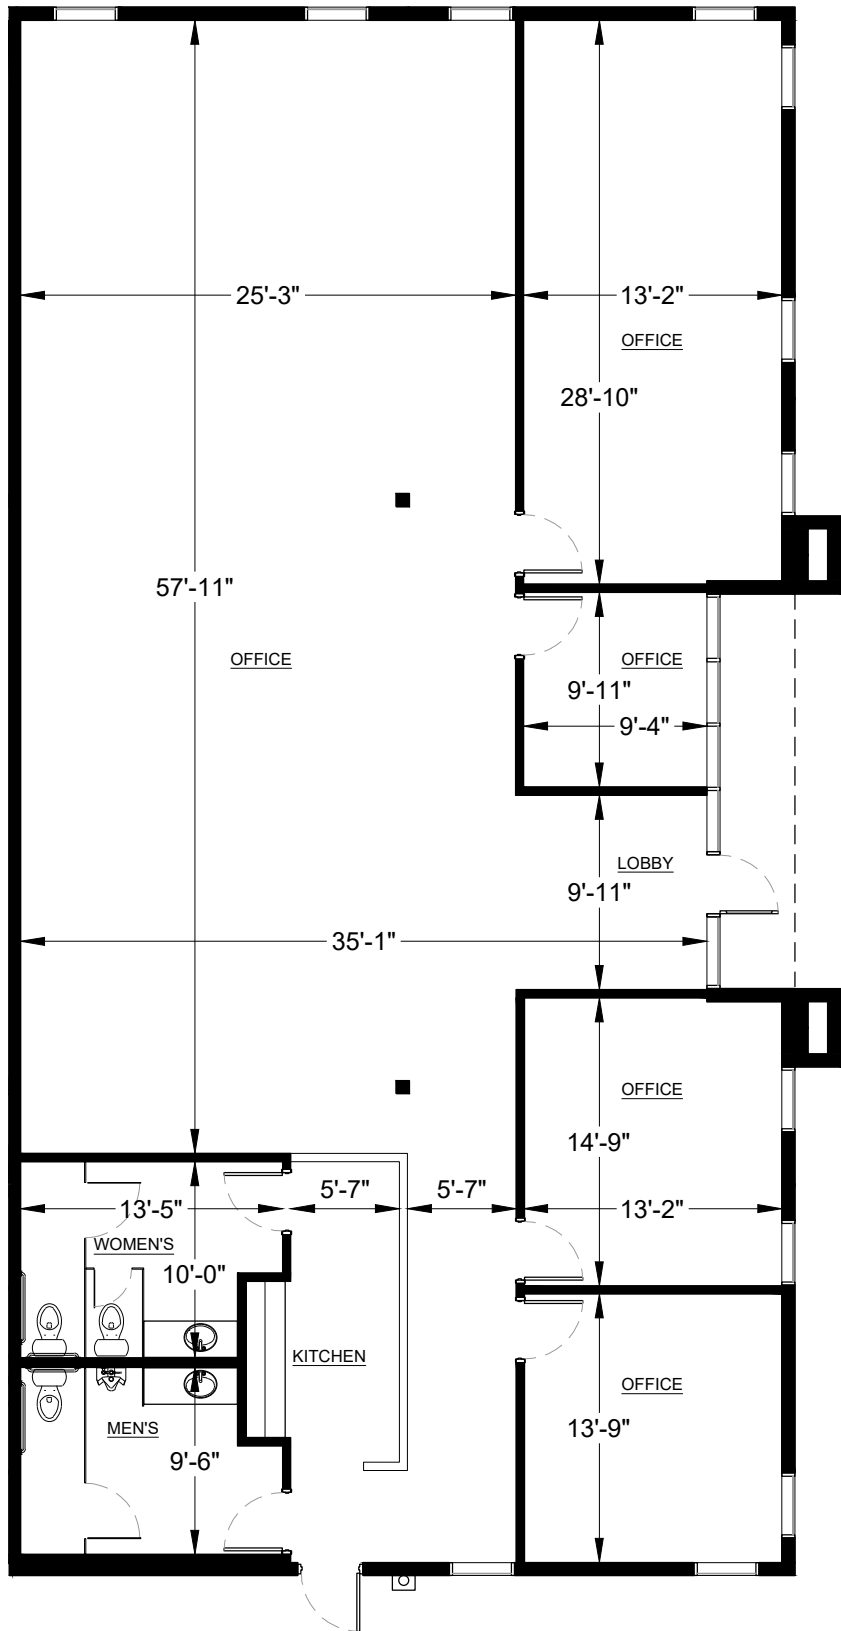 25'-3"
13'-2"
OFFICE
28'-10"
57'-11"
OFFICE
OFFICE
9'-11"
9'-4"
LOBBY
9'-11"
35'-1"
OFFICE
14'-9"
13'-5"
5'-7"
5'-7"
13'-2"
WOMEN'S
10'-0"
KITCHEN
OFFICE
MEN'S
13'-9"
9'-6"